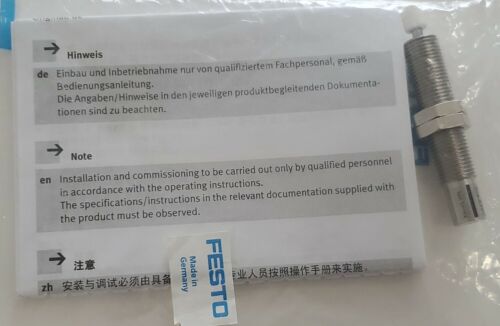 → Hinweis
de Einbau und Inbetriebnahme nur von qualifiziertem Fachpersonal, gemäß
Bedienungsanleitung.
Die Angaben/Hinweise in den jeweiligen produktbegleitenden Dokumenta-
tionen sind zu beachten.
→ Note
en Installation and commissioning to be carried out only by qualified personnel
in accordance with the operating instructions.
The specifications/instructions in the relevant documentation supplied with
the product must be observed.
→ 注意
zh 安装与调试必须由具备 业人员按照操作手册来实施。
FESTO
Made in
Germany